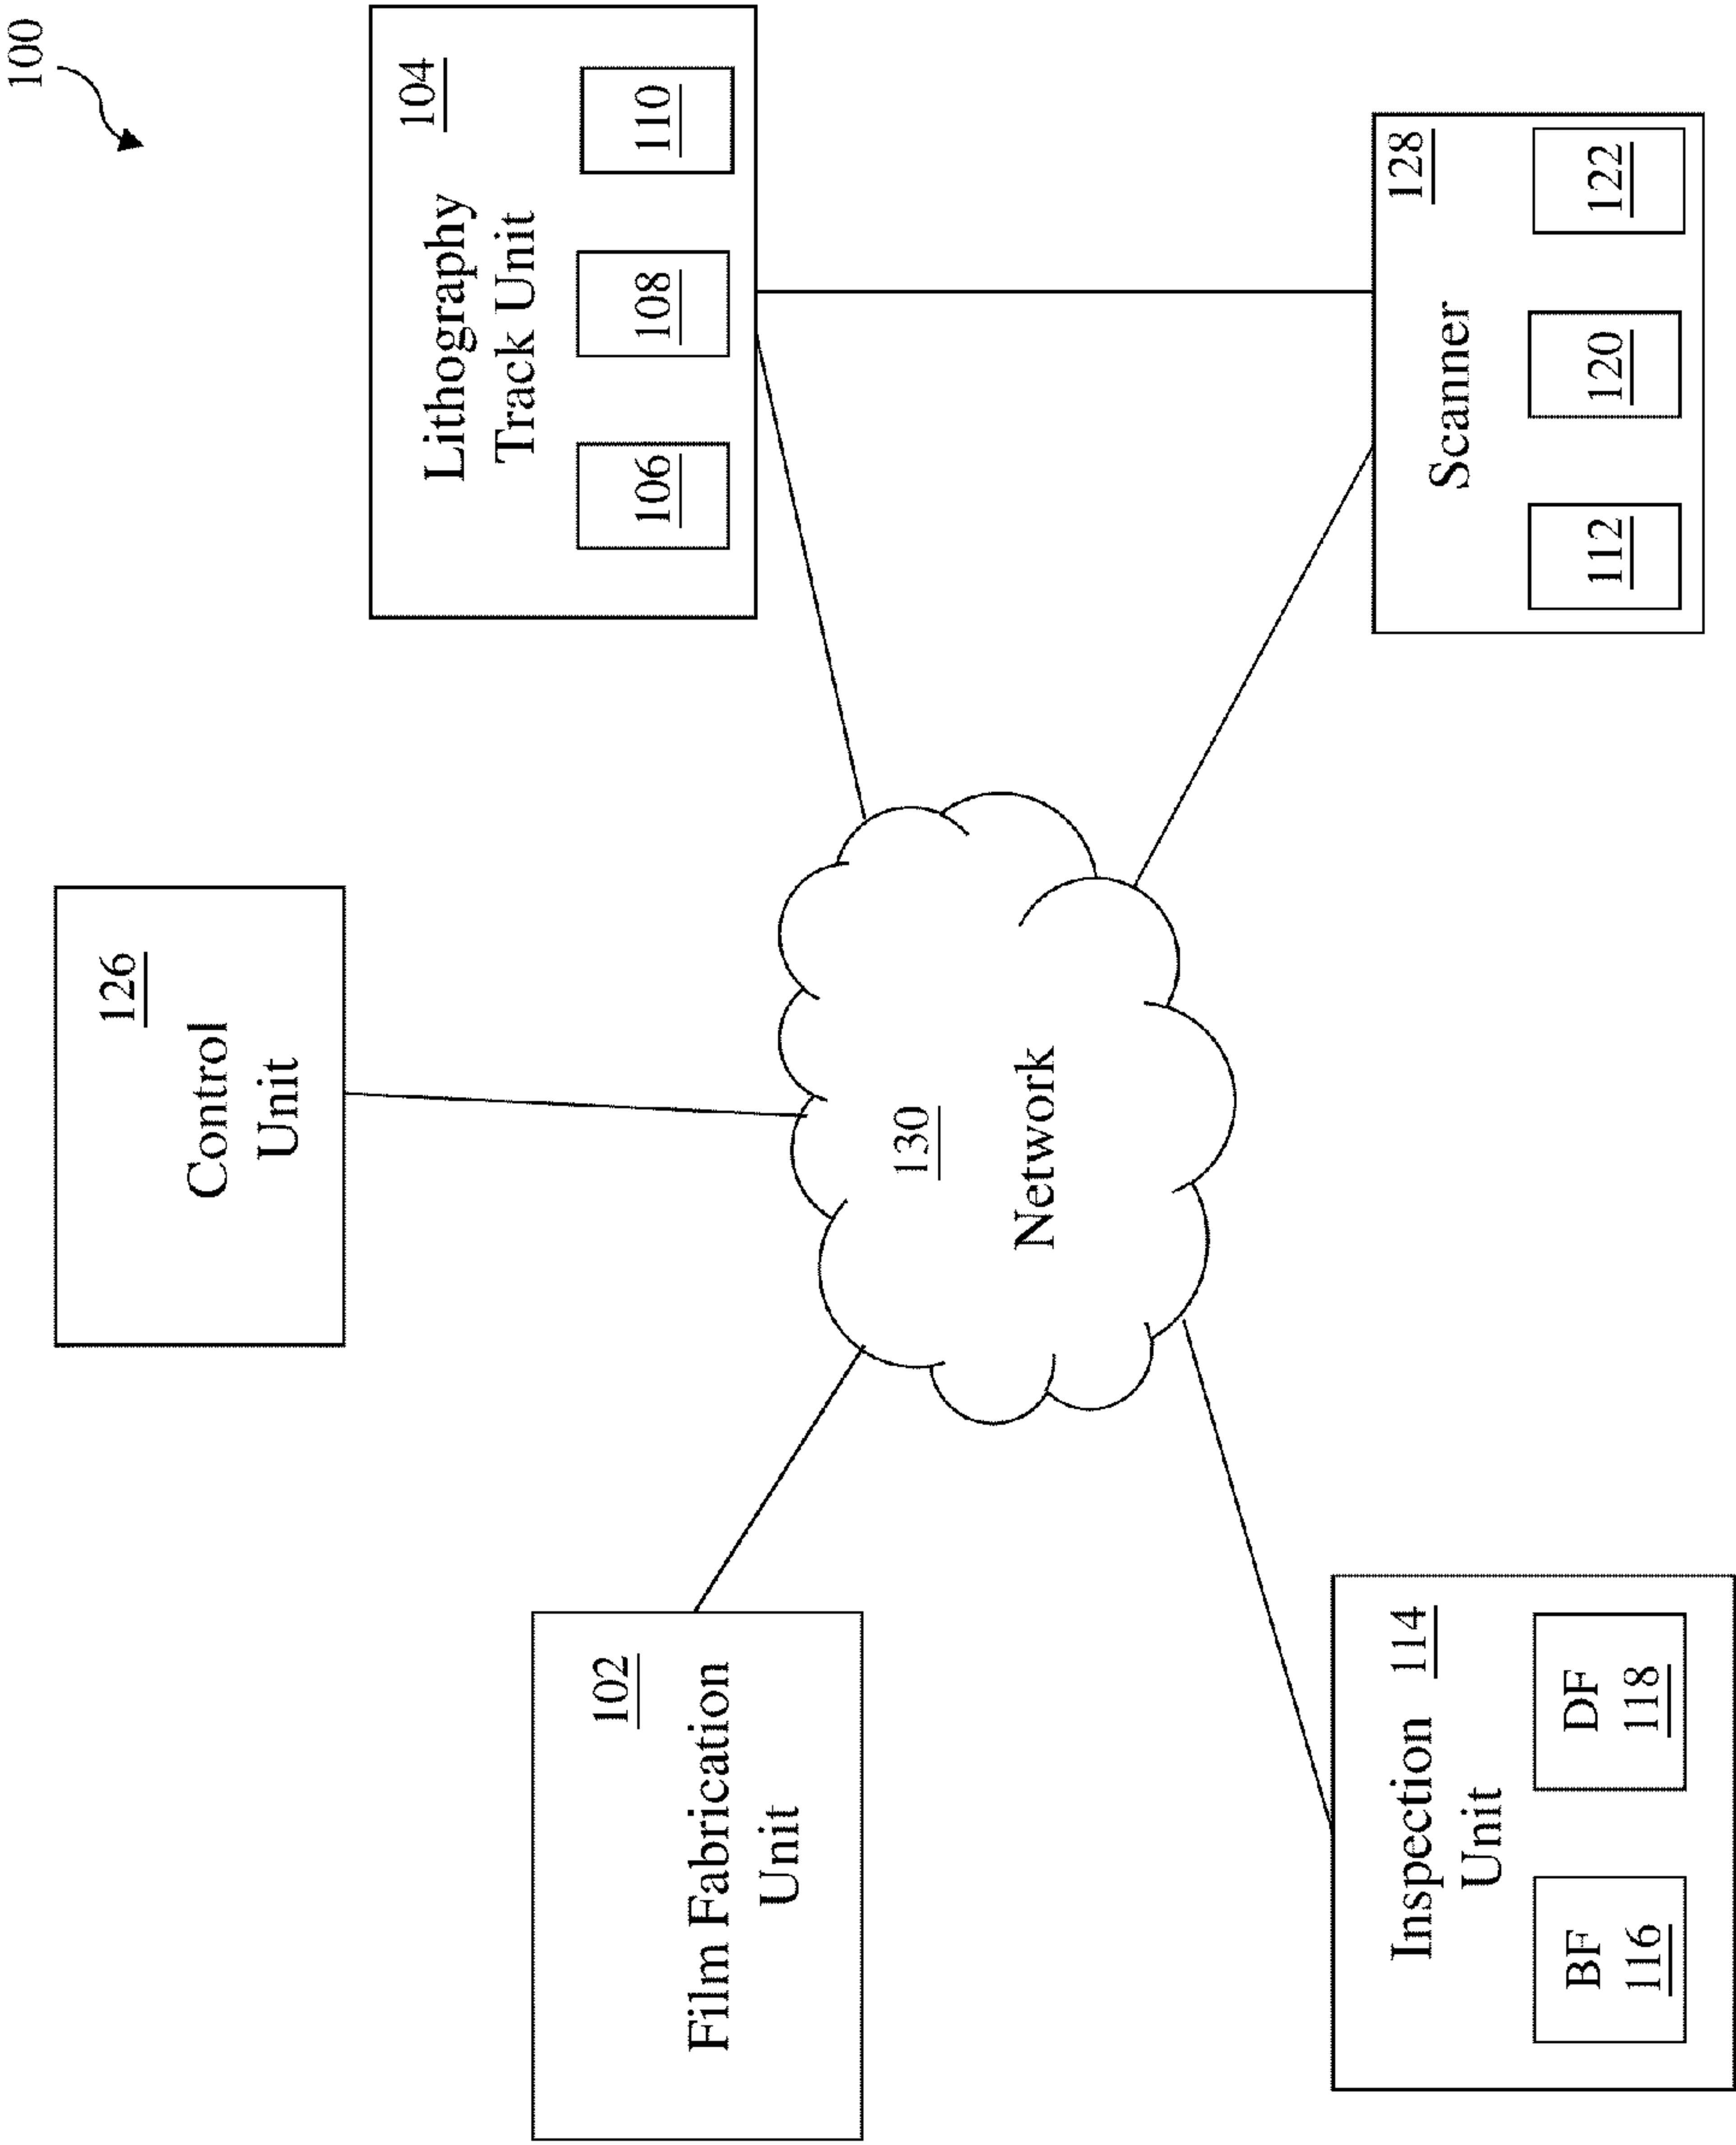 100
126
Control
Unit
102
Film Fabrication
Unit
104
Lithography
Track Unit
106
108
110
130
Network
Inspection 114
Unit
BF
116
DF
118
128
Scanner
112
120
122